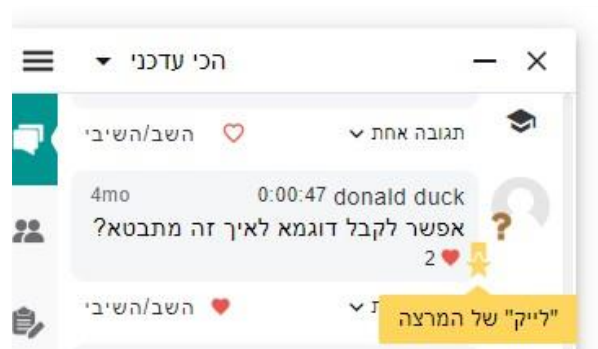 הכי עדכני
תגובה אחת השב/השיבי
donald duck 0:00:47 4mo
אפשר לקבל דוגמא לאיך זה מתבטא?
2
השב/השיבי
"לייק" של המרצה